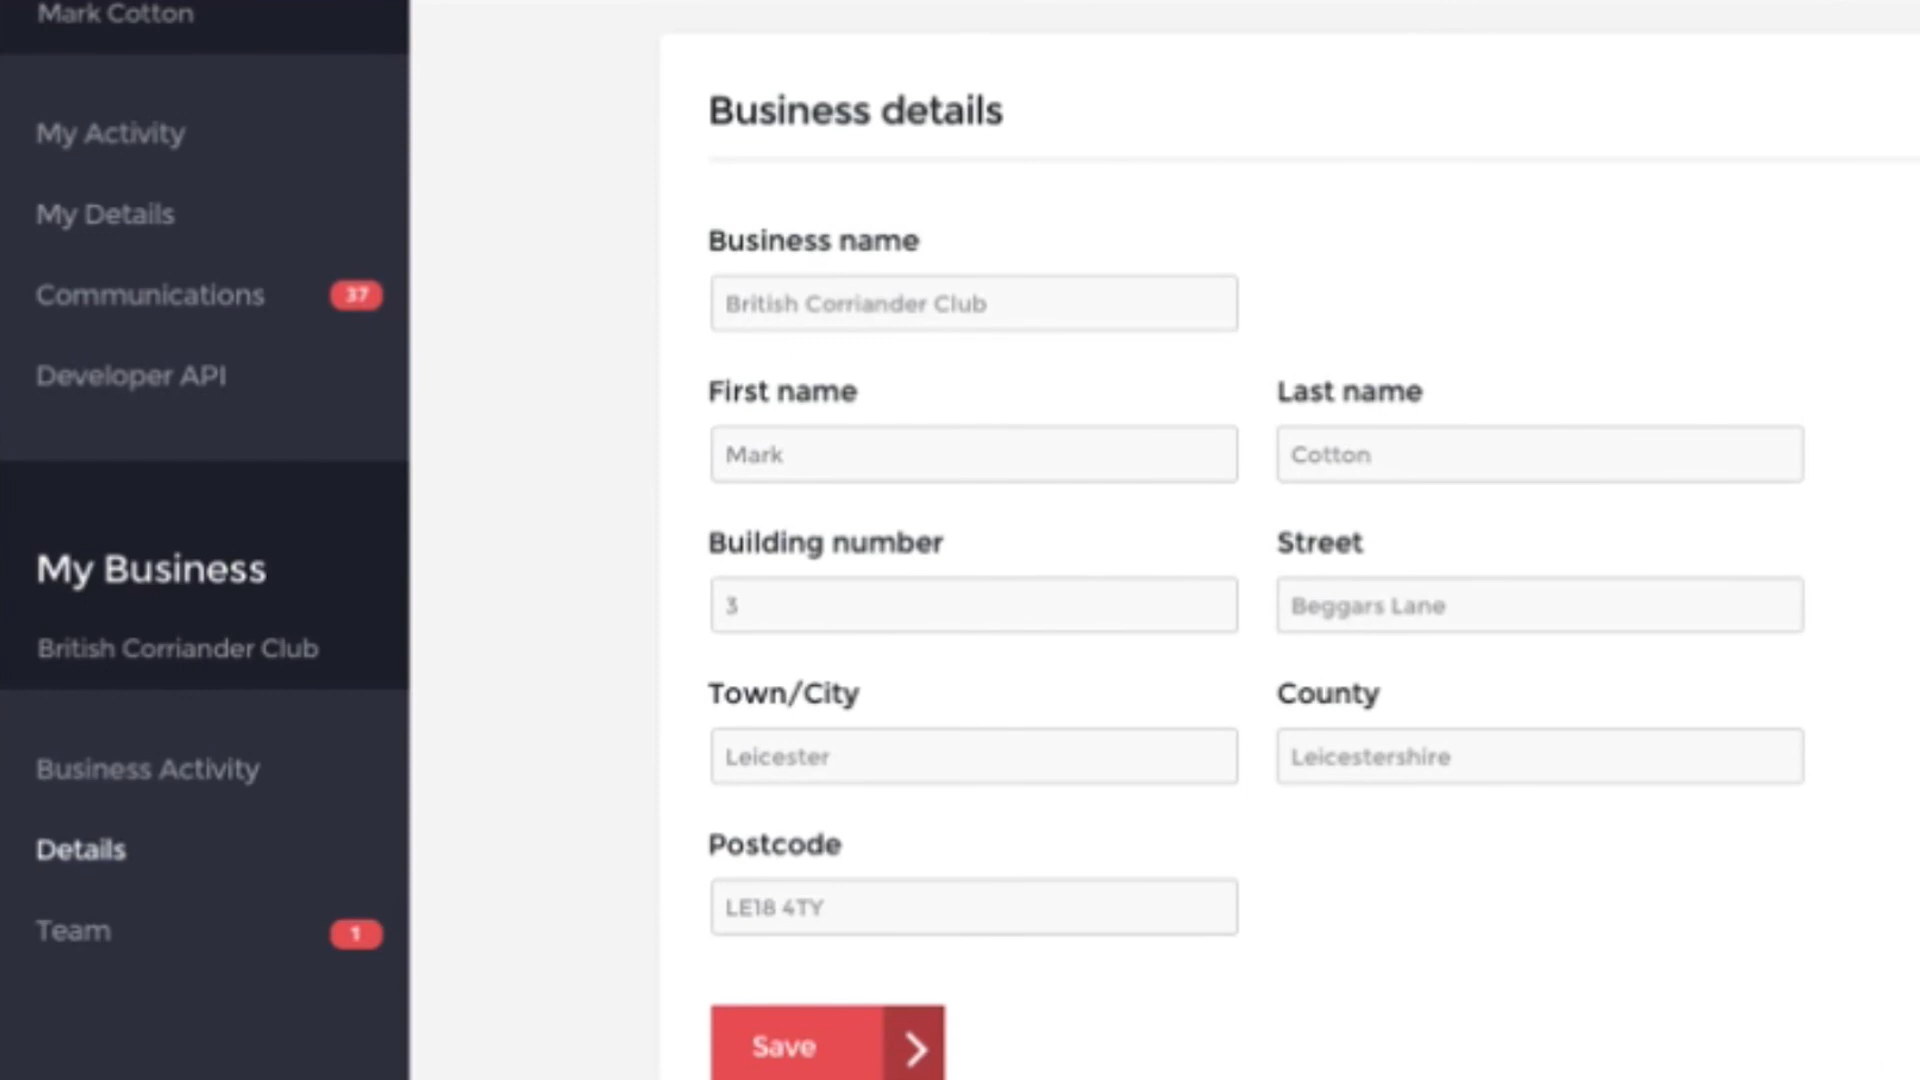 Mark Cotton
My Activity
My Details
Communications 37
Developer API
My Business
British Corriander Club
Business Activity
Details
Team 1
Business details
Business name
British Corriander Club
First name Last name
Mark Cotton
Building number Street
3 Beggars Lane
Town/City County
Leicester Leicestershire
Postcode
LE18 4TY
Save